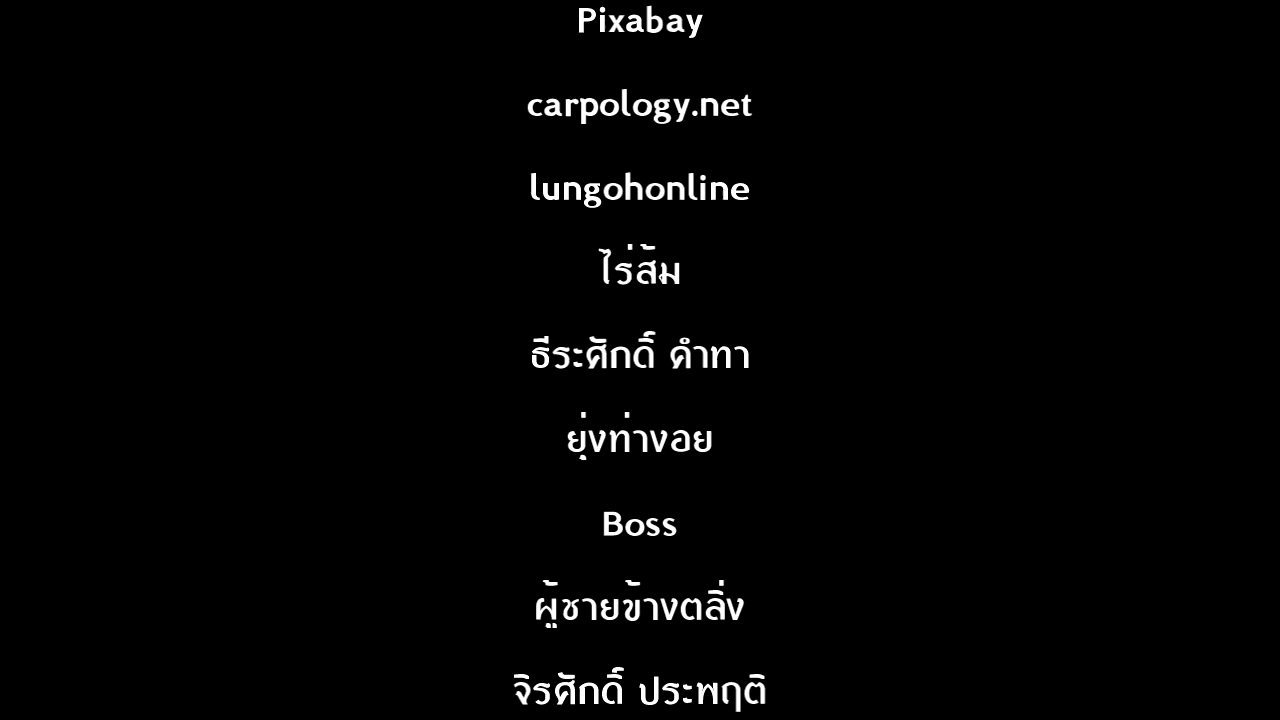 Pixabay
carpology.net
lungohonline
ไร่ส้ม
ธีระศักดิ์ คำทา
ยุ่งท่างอย
Boss
ผู้ชายข้างตลิ่ง
จิรศักดิ์ ประพฤติ